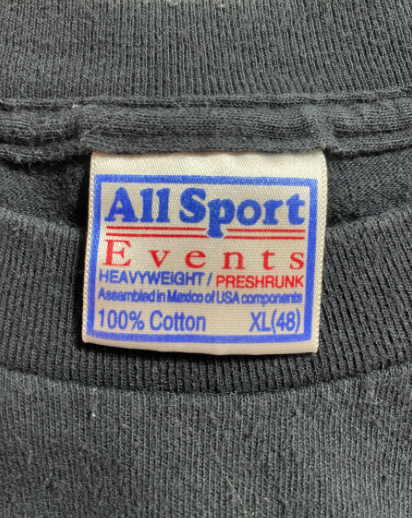 All Sport
Events
HEAVYWEIGHT / PRESHRUNK
Assembled in Mexico of USA components
100% Cotton XL(48)